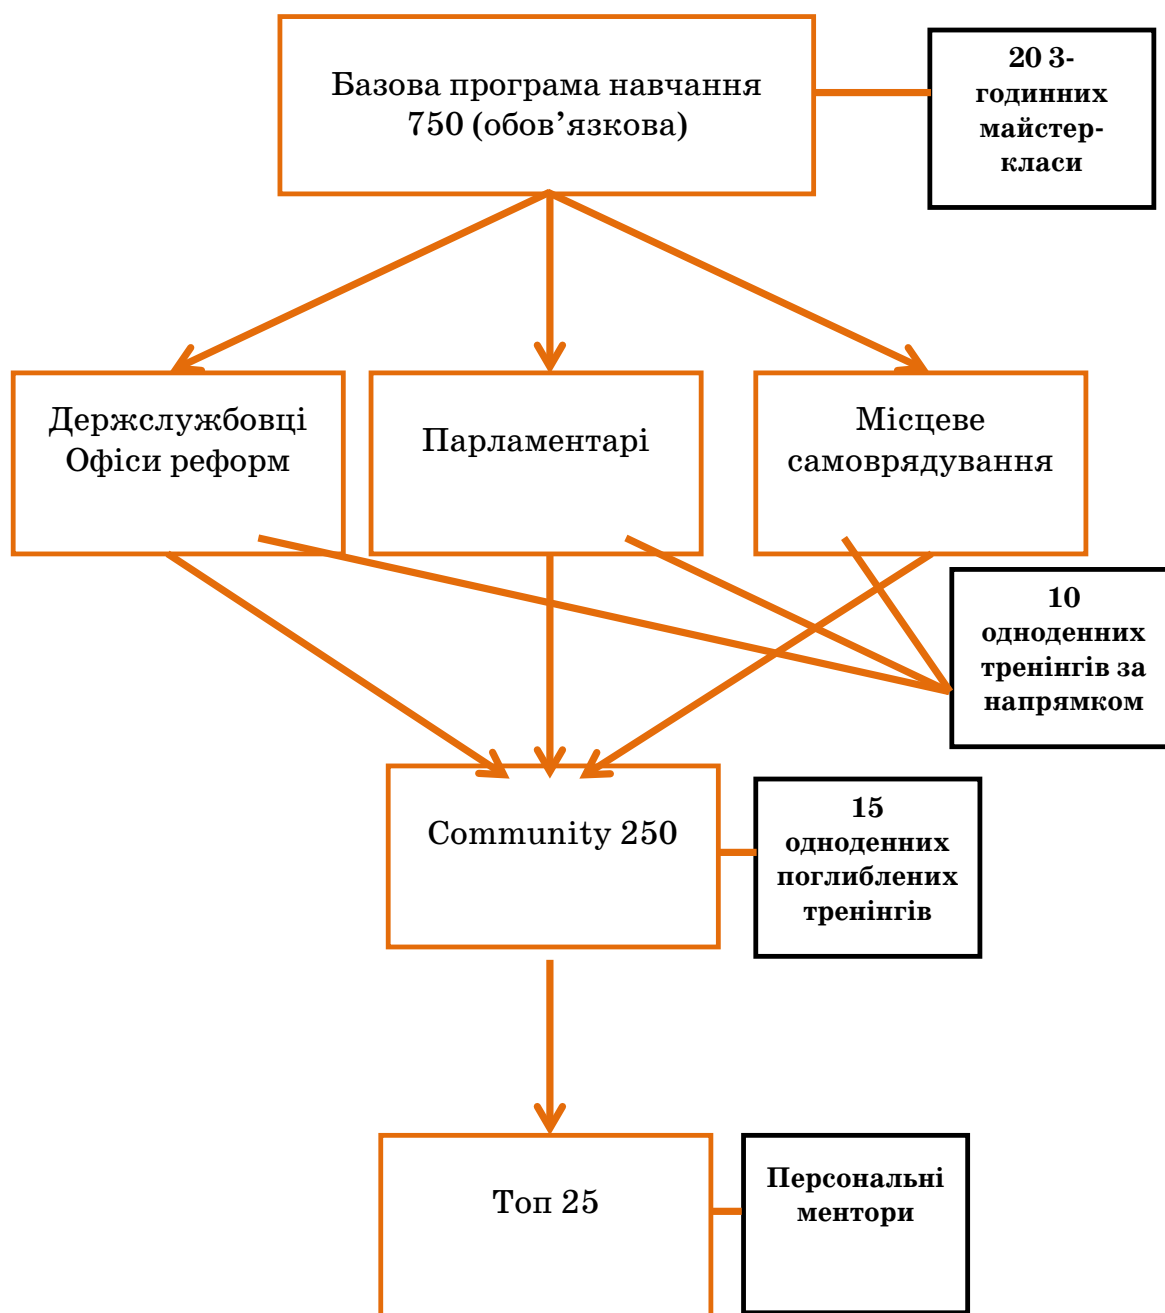 Базова програма навчання
750 (обов’язкова)
20 3-
годинних
майстер-
класи
Держслужбовці
Офіси реформ
Парламентарі
Місцеве
самоврядування
10
одноденних
тренінгів за
напрямком
Community 250
15
одноденних
поглиблених
тренінгів
Топ 25
Персональні
ментори